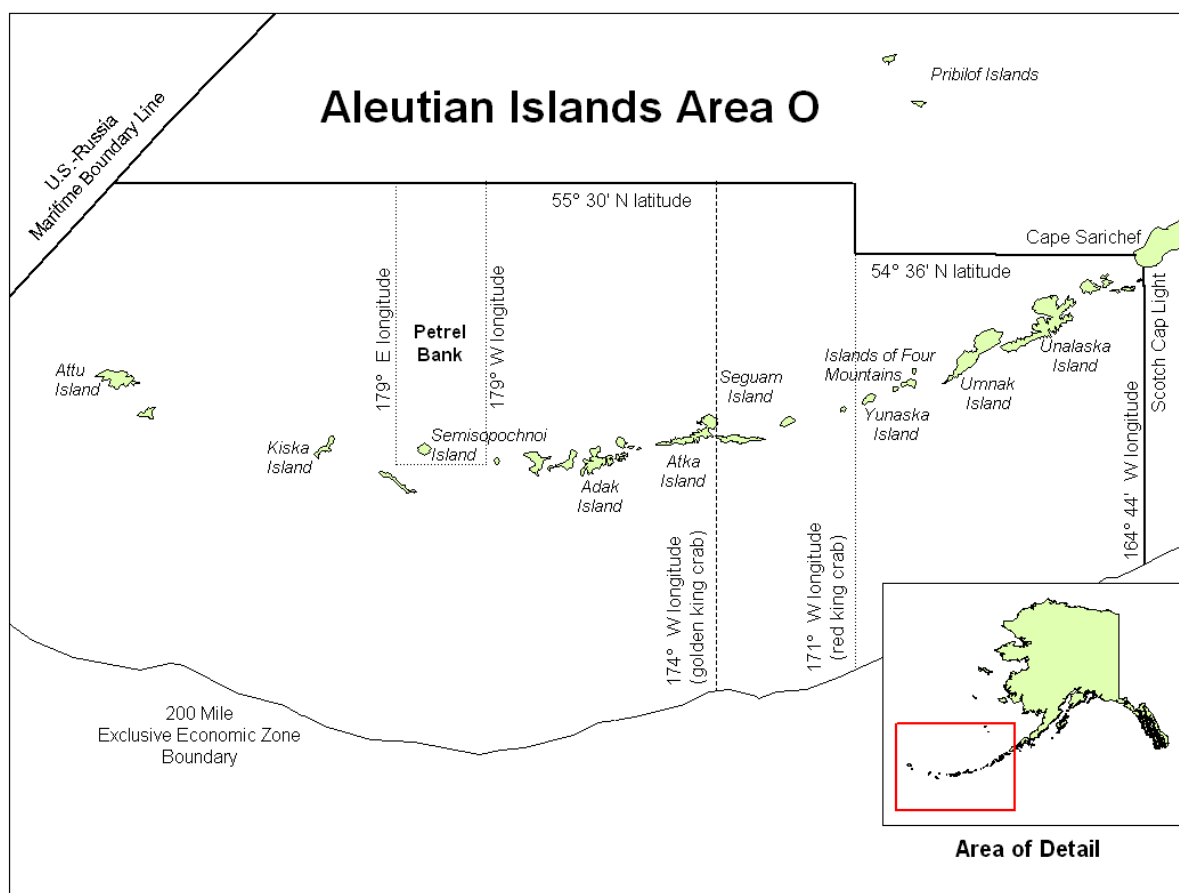 Pribilof Islands
Aleutian Islands Area O
U.S.-Russia
Maritime Boundary Line
55° 30' N latitude
Cape Sarichef
54° 36' N latitude
Scotch Cap Light
179° E longitude
Petrel
Bank
179° W longitude
Attu
Island
Kiska
Island
Semisopochnoi
Island
Adak
Island
Atka
Island
Seguam
Island
Islands of Four
Mountains
Yunaska
Island
Umnak
Island
Unalaska
Island
164° 44' W longitude
174° W longitude
(golden king crab)
171° W longitude
(red king crab)
200 Mile
Exclusive Economic Zone
Boundary
Area of Detail